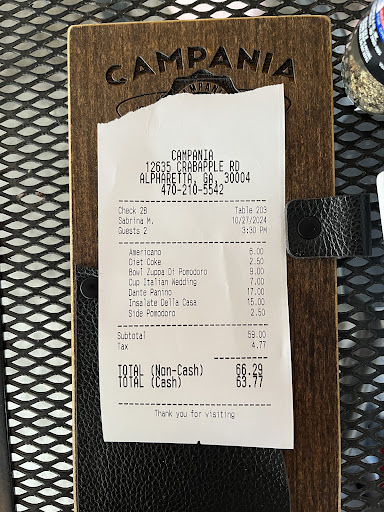 CAMPANIA
CAMPANIA
12635 CRABAPPLE RD
ALPHARETTA, GA, 30004
470-210-5542
Check 2B Table 203
Sabrina M. 10/27/2024
Guests 2 3:30 PM
Americano 6.00
Diet Coke 2.50
Bowl Zuppa Di Pomodoro 9.00
Cup Italian Wedding 7.00
Dante Panino 17.00
Insalate Dalla Casa 15.00
Side Pomodoro 2.50
Subtotal 59.00
Tax 4.77
TOTAL (Non-Cash) 66.29
TOTAL (Cash) 63.77
Thank you for visiting